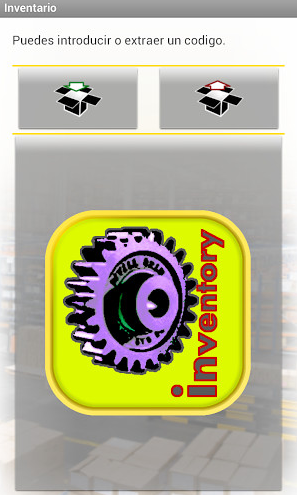 Inventario
Puedes introducir o extraer un codigo.
inventory